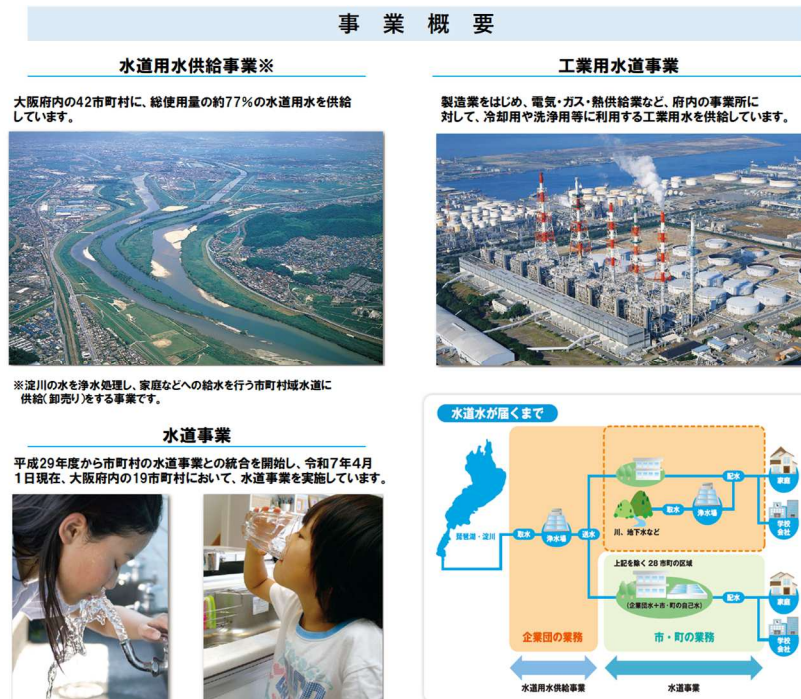 事業概要
水道用水供給事業※
大阪府内の42市町村に、総使用量の約77%の水道用水を供給
しています。
※淀川の水を浄水処理し、家庭などへの給水を行う市町村域水道に
供給(卸売り)をする事業です。
水道事業
平成29年度から市町村の水道事業との統合を開始し、令和7年4月
1日現在、大阪府内の19市町村において、水道事業を実施しています。
工業用水道事業
製造業をはじめ、電気・ガス・熱供給業など、府内の事業所に
対して、冷却用や洗浄用等に利用する工業用水を供給しています。
水道水が届くまで
琵琶湖・淀川
取水
浄水場
送水
川、地下水など
取水
浄水場
配水
家庭
学校
会社
上記を除く28市町の区域
(企業団水+市・町の自己水)
配水
家庭
学校
会社
企業団の業務
市・町の業務
水道用水供給事業
水道事業